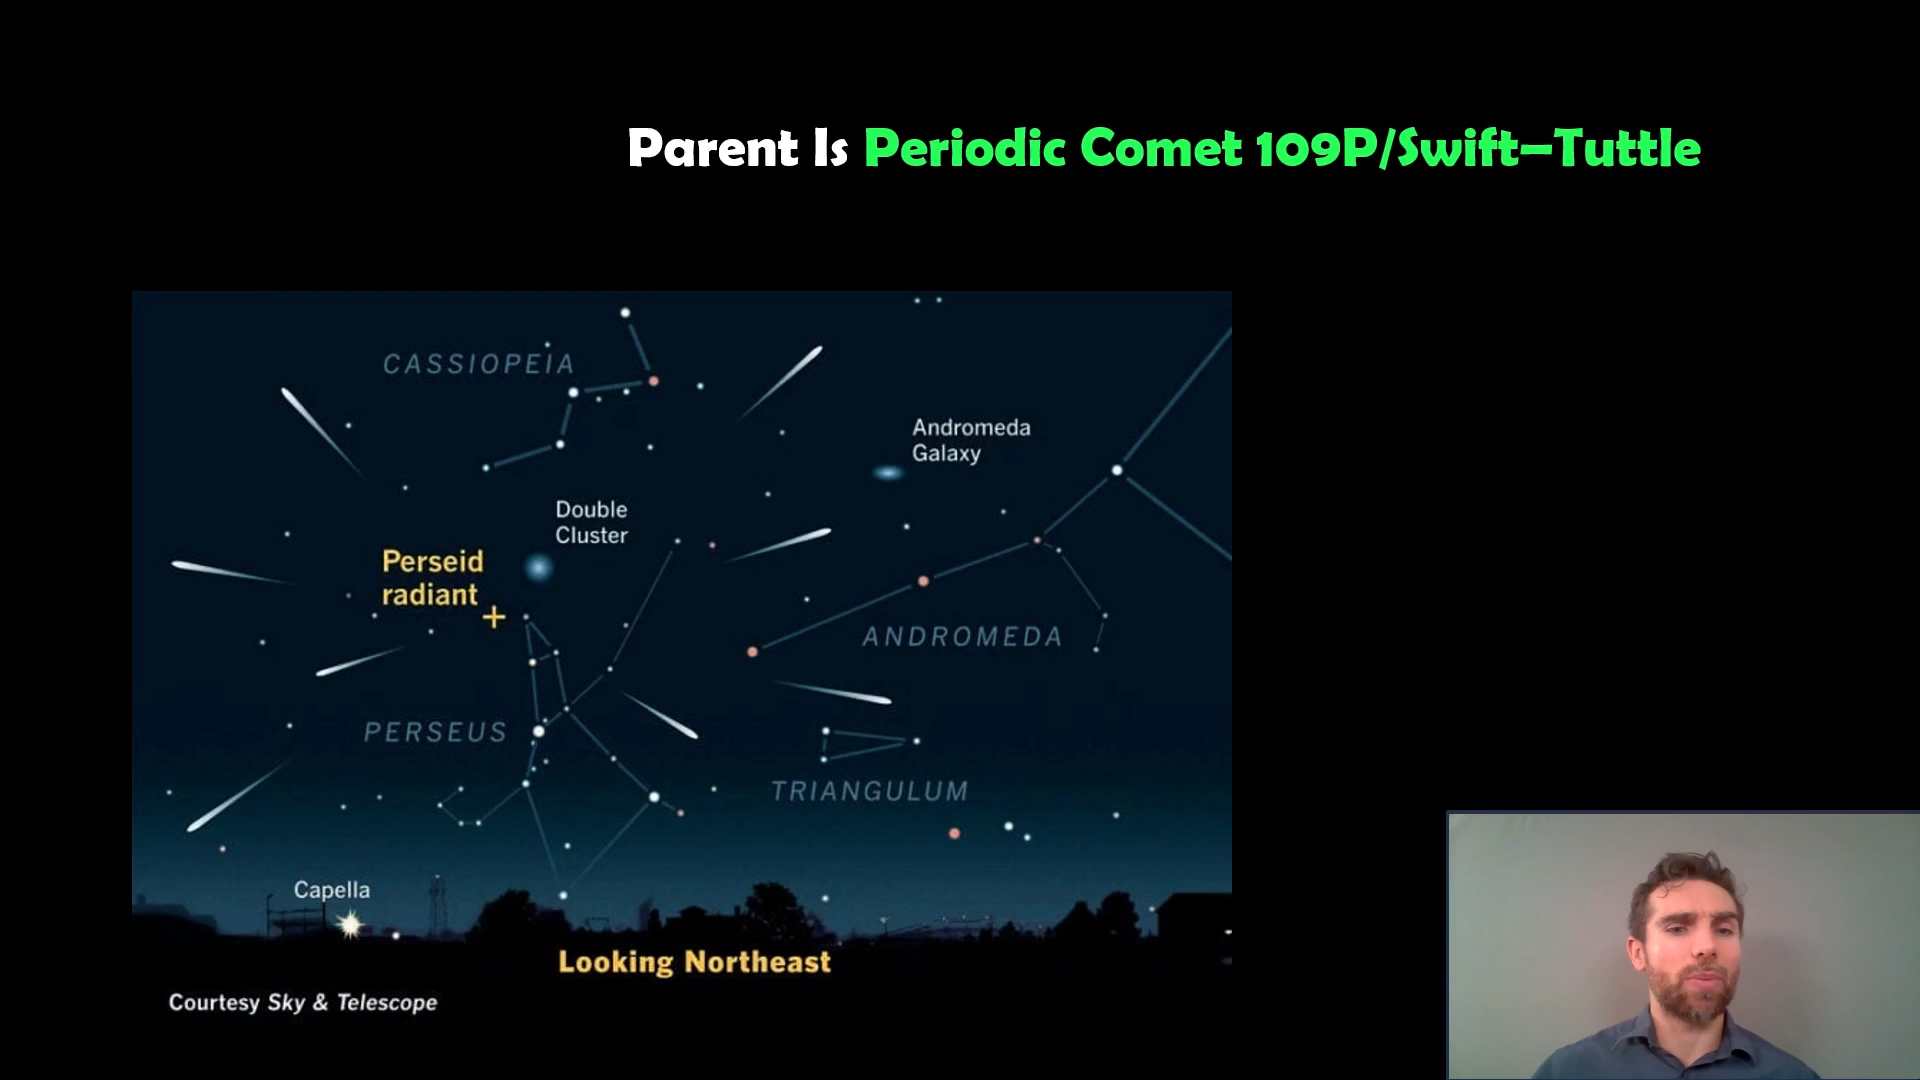 Parent Is Periodic Comet 109P/Swift–Tuttle
CASSIOPEIA
Andromeda
Galaxy
Double
Cluster
Perseid
radiant
ANDROMEDA
PERSEUS
TRIANGULUM
Capella
Looking Northeast
Courtesy Sky & Telescope